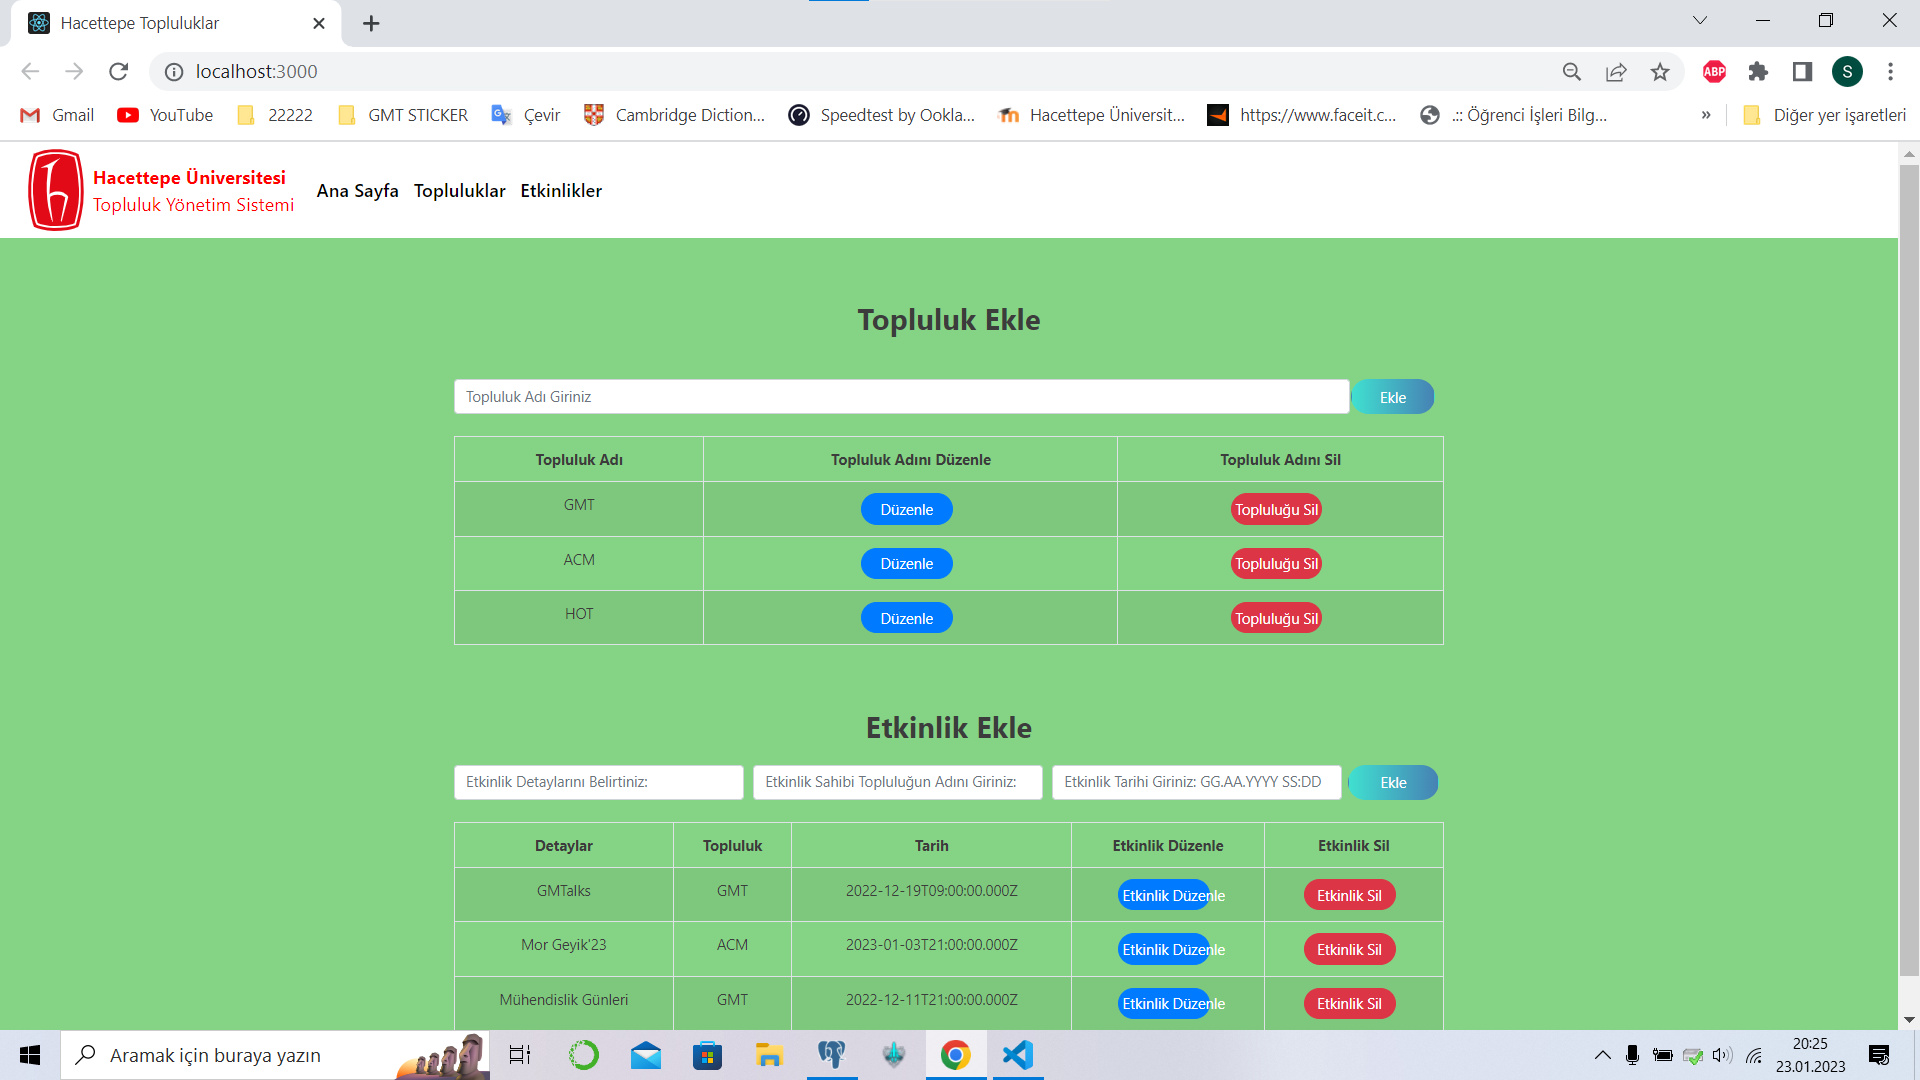 Hacettepe Topluluklar
localhost:3000
ABP
S
Gmail
YouTube
22222
GMT STICKER
Çevir
Cambridge Diction...
Speedtest by Ookla...
Hacettepe Üniversit...
https://www.faceit.c...
.:: Öğrenci İşleri Bilg...
»
Diğer yer işaretleri
Hacettepe Üniversitesi
Topluluk Yönetim Sistemi
Ana Sayfa Topluluklar Etkinlikler
Topluluk Ekle
Topluluk Adı Giriniz Ekle
Topluluk Adı Topluluk Adını Düzenle Topluluk Adını Sil
GMT Düzenle Topluluğu Sil
ACM Düzenle Topluluğu Sil
HOT Düzenle Topluluğu Sil
Etkinlik Ekle
Etkinlik Detaylarını Belirtiniz: Etkinlik Sahibi Topluluğun Adını Giriniz: Etkinlik Tarihi Giriniz: GG.AA.YYYY SS:DD Ekle
Detaylar Topluluk Tarih Etkinlik Düzenle Etkinlik Sil
GMTalks GMT 2022-12-19T09:00:00.000Z Etkinlik Düzenle Etkinlik Sil
Mor Geyik'23 ACM 2023-01-03T21:00:00.000Z Etkinlik Düzenle Etkinlik Sil
Mühendislik Günleri GMT 2022-12-11T21:00:00.000Z Etkinlik Düzenle Etkinlik Sil
Aramak için buraya yazın
20:25
23.01.2023